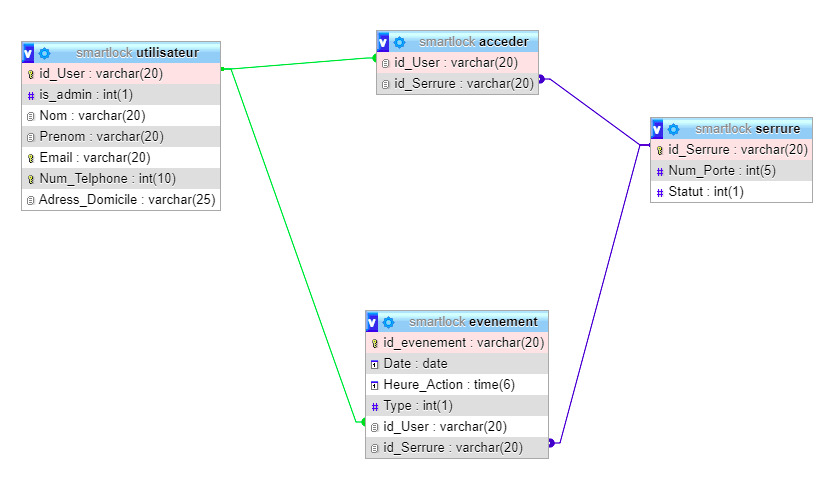 v smartlock utilisateur
id_User : varchar(20)
# is_admin : int(1)
Nom : varchar(20)
Prenom : varchar(20)
Email : varchar(20)
Num_Telphone : int(10)
Adress_Domicile : varchar(25)
v smartlock acceder
id_User : varchar(20)
id_Serrure : varchar(20)
v smartlock serrure
id_Serrure : varchar(20)
# Num_Porte : int(5)
# Statut : int(1)
v smartlock evenement
id_evenement : varchar(20)
Date : date
Heure_Action : time(6)
# Type : int(1)
id_User : varchar(20)
id_Serrure : varchar(20)